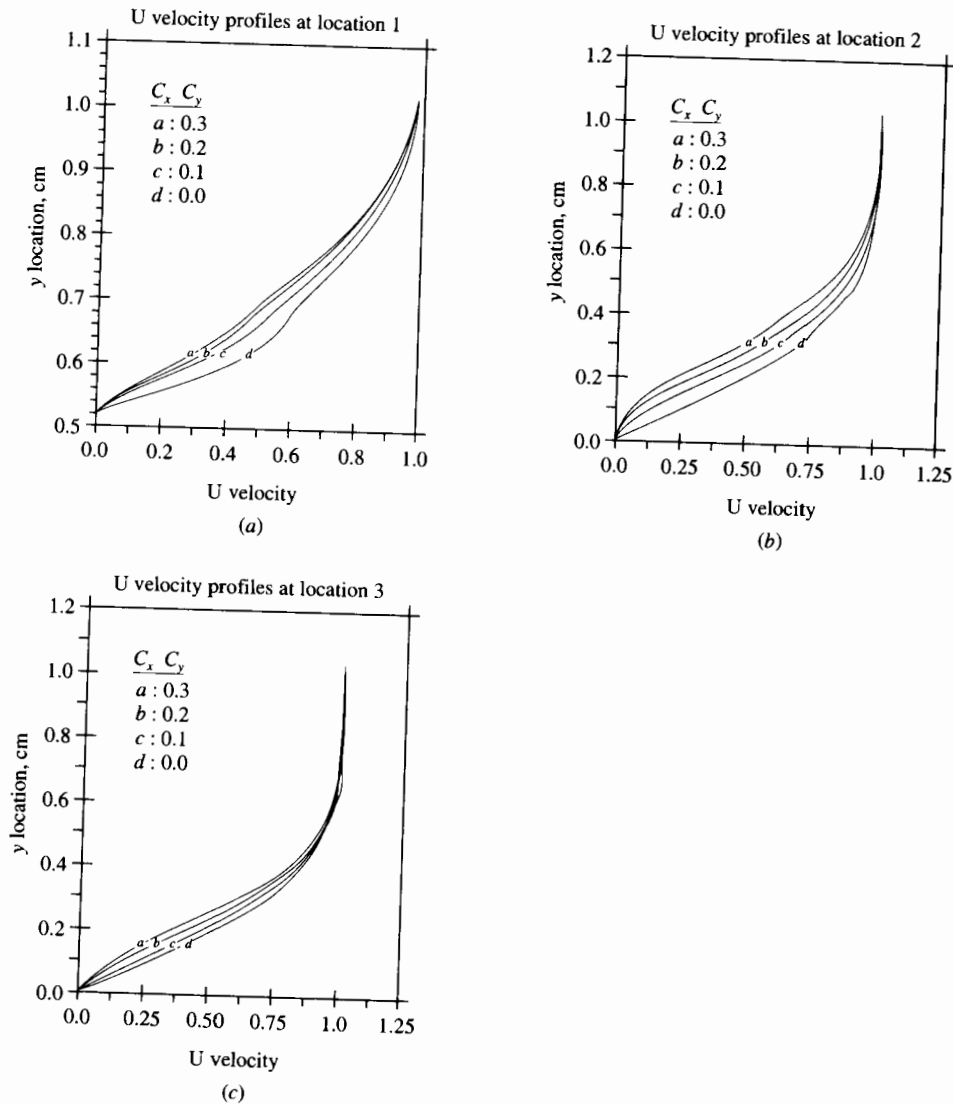 U velocity profiles at location 1
1.1
1.0
0.9
0.8
0.7
0.6
0.5
y location, cm
C_x C_y
a : 0.3
b : 0.2
c : 0.1
d : 0.0
a b c d
0.0 0.2 0.4 0.6 0.8 1.0
U velocity
(a)
U velocity profiles at location 2
1.2
1.0
0.8
0.6
0.4
0.2
0.0
y location, cm
C_x C_y
a : 0.3
b : 0.2
c : 0.1
d : 0.0
a b c d
0.0 0.25 0.50 0.75 1.0 1.25
U velocity
(b)
U velocity profiles at location 3
1.2
1.0
0.8
0.6
0.4
0.2
0.0
y location, cm
C_x C_y
a : 0.3
b : 0.2
c : 0.1
d : 0.0
a b c d
0.0 0.25 0.50 0.75 1.0 1.25
U velocity
(c)